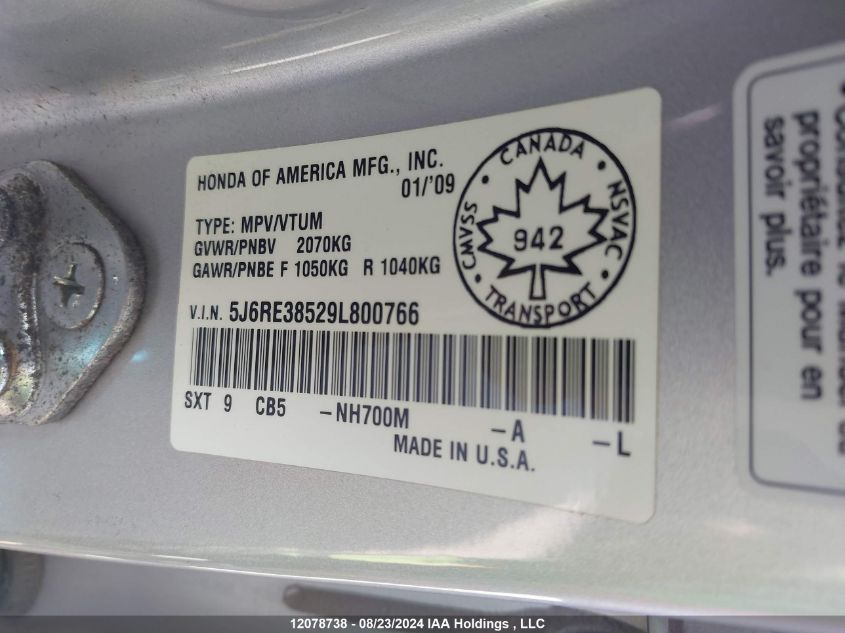 HONDA OF AMERICA MFG., INC.
01/'09
TYPE: MPV/VTUM
GVWR/PNBV 2070KG
GAWR/PNBE F 1050KG R 1040KG
V.I.N. 5J6RE38529L800766
SXT 9 CB5 -NH700M -A -L
MADE IN U.S.A.
CANADA
CMVSS
942
NSVAC
TRANSPORT
propriétaire pour en
savoir plus.
12078738 - 08/23/2024 IAA Holdings , LLC